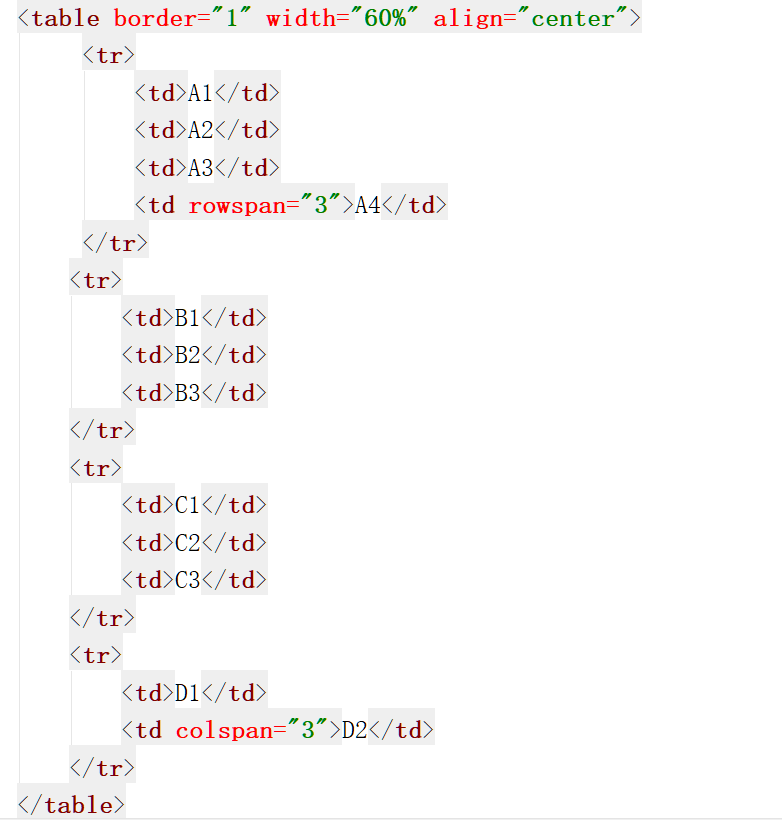 <table border="1" width="60%" align="center">
<tr>
<td>A1</td>
<td>A2</td>
<td>A3</td>
<td rowspan="3">A4</td>
</tr>
<tr>
<td>B1</td>
<td>B2</td>
<td>B3</td>
</tr>
<tr>
<td>C1</td>
<td>C2</td>
<td>C3</td>
</tr>
<tr>
<td>D1</td>
<td colspan="3">D2</td>
</tr>
</table>